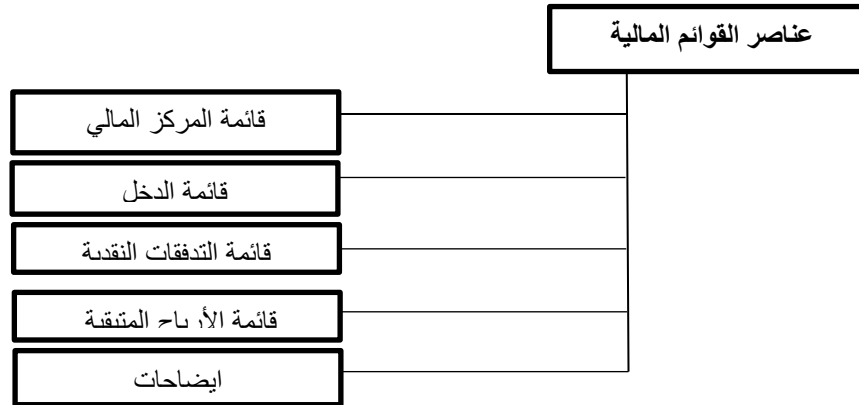 عناصر القوائم المالية
قائمة المركز المالي
قائمة الدخل
قائمة التدفقات النقدية
قائمة الأرباح المتبقية
ايضاحات